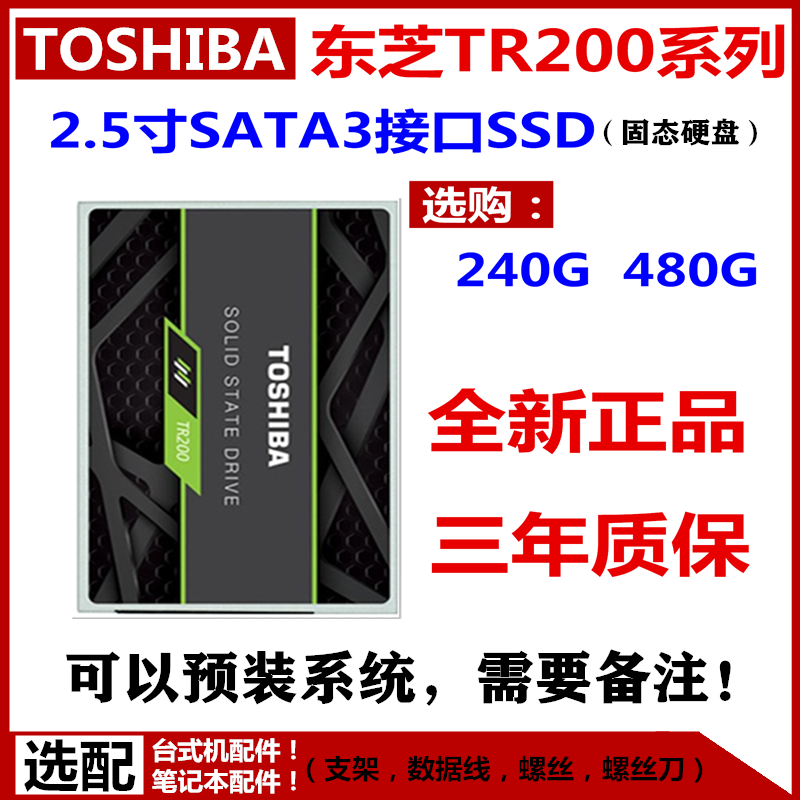 TOSHIBA 东芝TR200系列
2.5寸SATA3接口SSD（固态硬盘）
选购：
240G 480G
TOSHIBA
SOLID STATE DRIVE
TR200
全新正品
三年质保
可以预装系统，需要备注！
选配
台式机配件！
笔记本配件！
（支架，数据线，螺丝，螺丝刀）